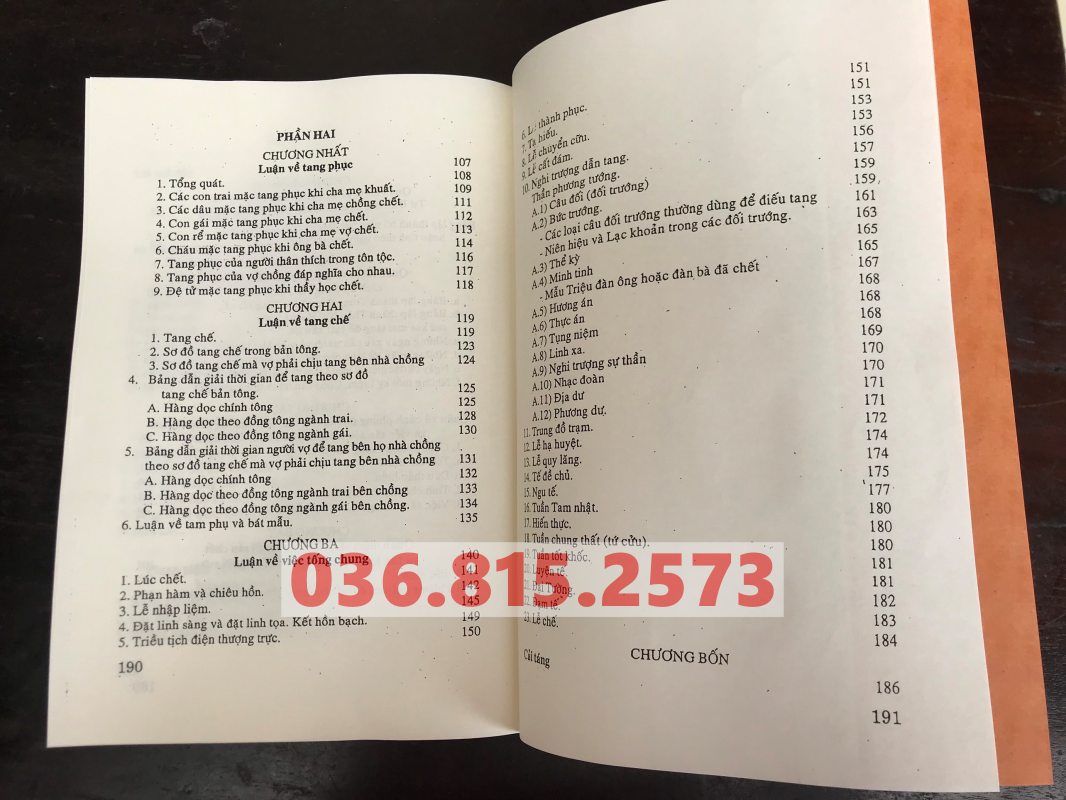 PHẦN HAI
CHƯƠNG NHẤT
Luận về tang phục 107
1. Tổng quát. 108
2. Các con trai mặc tang phục khi cha mẹ khuất. 109
3. Các dâu mặc tang phục khi cha mẹ chồng chết. 111
4. Con gái mặc tang phục khi cha mẹ chết. 112
5. Con rể mặc tang phục khi cha mẹ vợ chết. 113
6. Cháu mặc tang phục khi ông bà chết. 114
7. Tang phục của người thân thích trong tôn tộc. 116
8. Tang phục của vợ chồng đáp nghĩa cho nhau. 117
9. Đệ tử mặc tang phục khi thầy học chết. 118
CHƯƠNG HAI
Luận về tang chế 119
1. Tang chế. 119
2. Sơ đồ tang chế trong bản tông. 123
3. Sơ đồ tang chế mà vợ phải chịu tang bên nhà chồng 124
4. Bảng dẫn giải thời gian để tang theo sơ đồ
tang chế bản tông. 125
A. Hàng dọc chính tông 125
B. Hàng dọc theo đồng tông ngành trai. 128
C. Hàng dọc theo đồng tông ngành gái. 130
5. Bảng dẫn giải thời gian người vợ để tang bên họ nhà chồng
theo sơ đồ tang chế mà vợ phải chịu tang bên nhà chồng 131
A. Hàng dọc chính tông 132
B. Hàng dọc theo đồng tông ngành trai bên chồng 133
C. Hàng dọc theo đồng tông ngành gái bên chồng. 134
6. Luận về tam phụ và bát mẫu. 135
CHƯƠNG BA
Luận về việc tống chung 140
1. Lúc chết. 141
2. Phạn hàm và chiêu hồn. 142
3. Lễ nhập liệm. 145
4. Đặt linh sàng và đặt linh tọa. Kết hồn bạch. 149
5. Triều tịch điện thượng trực. 150
190
6. Lễ thành phục. 151
7. Tạ hiếu. 151
8. Lễ chuyển cữu. 153
9. Lễ cất đám. 153
10. Nghi trượng dẫn tang. 156
Thần phương tướng. 157
A.1) Câu đối (đối trướng) 159
A.2) Bức trướng. 159
- Các loại câu đối trướng thường dùng để điếu tang 161
- Niên hiệu và Lạc khoản trong các đối trướng. 163
A.3) Thể kỳ 165
A.4) Minh tinh 165
- Mẫu Triệu đàn ông hoặc đàn bà đã chết 167
A.5) Hương án 168
A.6) Thực án 168
A.7) Tụng niệm 168
A.8) Linh xa. 169
A.9) Nghi trượng sự thần 170
A.10) Nhạc đoàn 170
A.11) Địa dư 171
A.12) Phương dư. 171
11. Trung đồ trạm. 172
12. Lễ hạ huyệt. 174
13. Lễ quy lăng. 174
14. Tế đề chủ. 175
15. Ngu tế. 177
16. Tuần Tam nhật. 180
17. Hiến thực. 180
18. Tuần chung thất (tứ cửu). 180
19. Tuần tốt khốc. 181
20. Luyện tế. 181
21. Đại Tường. 182
22. Đạm tế. 183
23. Lễ chế. 184
CHƯƠNG BỐN
Cải táng 186
191
036.815.2573